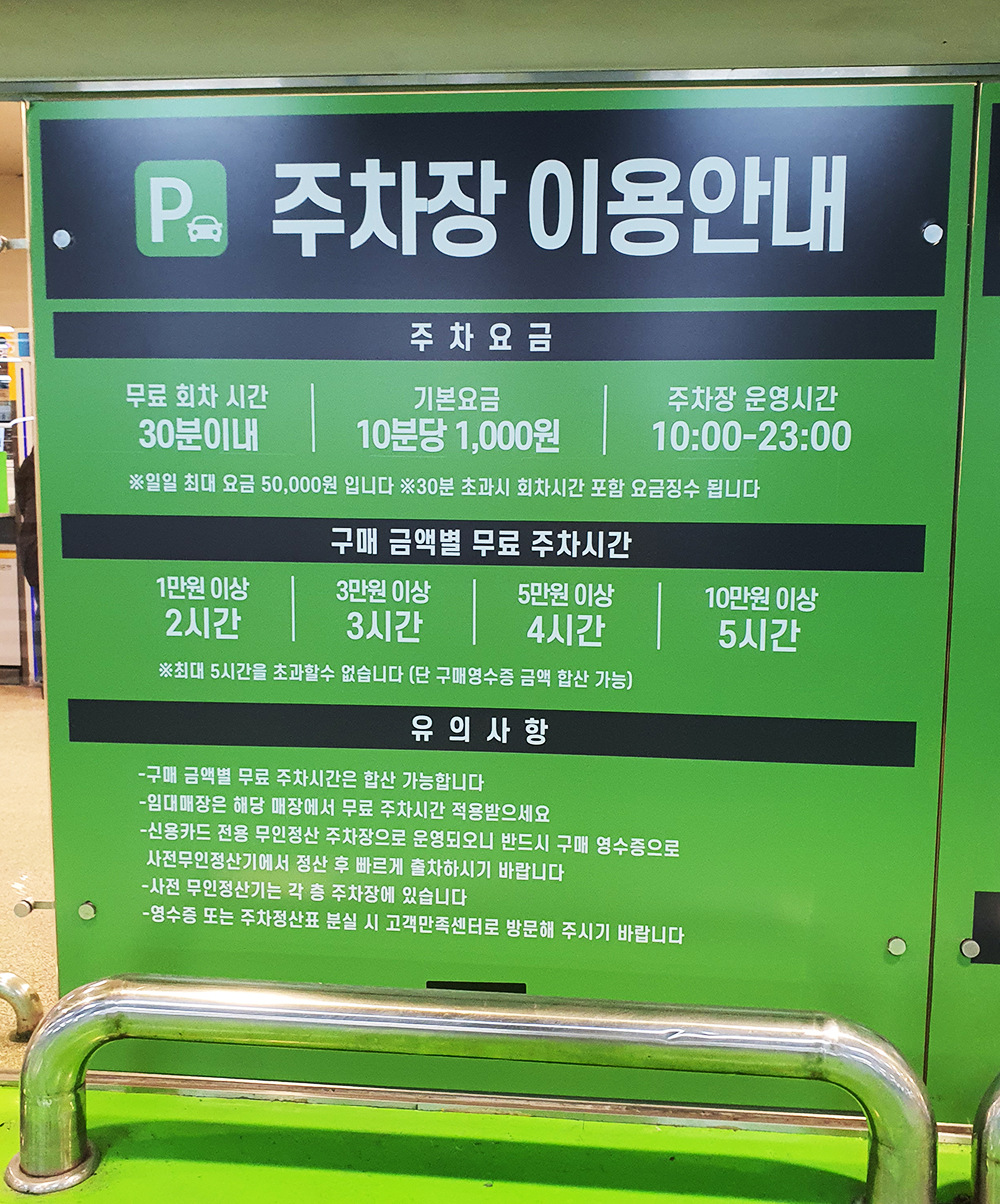 P 주차장 이용안내
주차요금
무료 회차 시간 기본요금 주차장 운영시간
30분이내 10분당 1,000원 10:00-23:00
※일일 최대 요금 50,000원 입니다 ※30분 초과시 회차시간 포함 요금징수 됩니다
구매 금액별 무료 주차시간
1만원 이상 3만원 이상 5만원 이상 10만원 이상
2시간 3시간 4시간 5시간
※최대 5시간을 초과할수 없습니다 (단 구매영수증 금액 합산 가능)
유의사항
-구매 금액별 무료 주차시간은 합산 가능합니다
-임대매장은 해당 매장에서 무료 주차시간 적용받으세요
-신용카드 전용 무인정산 주차장으로 운영되오니 반드시 구매 영수증으로
사전무인정산기에서 정산 후 빠르게 출차하시기 바랍니다
-사전 무인정산기는 각 층 주차장에 있습니다
-영수증 또는 주차정산표 분실 시 고객만족센터로 방문해 주시기 바랍니다